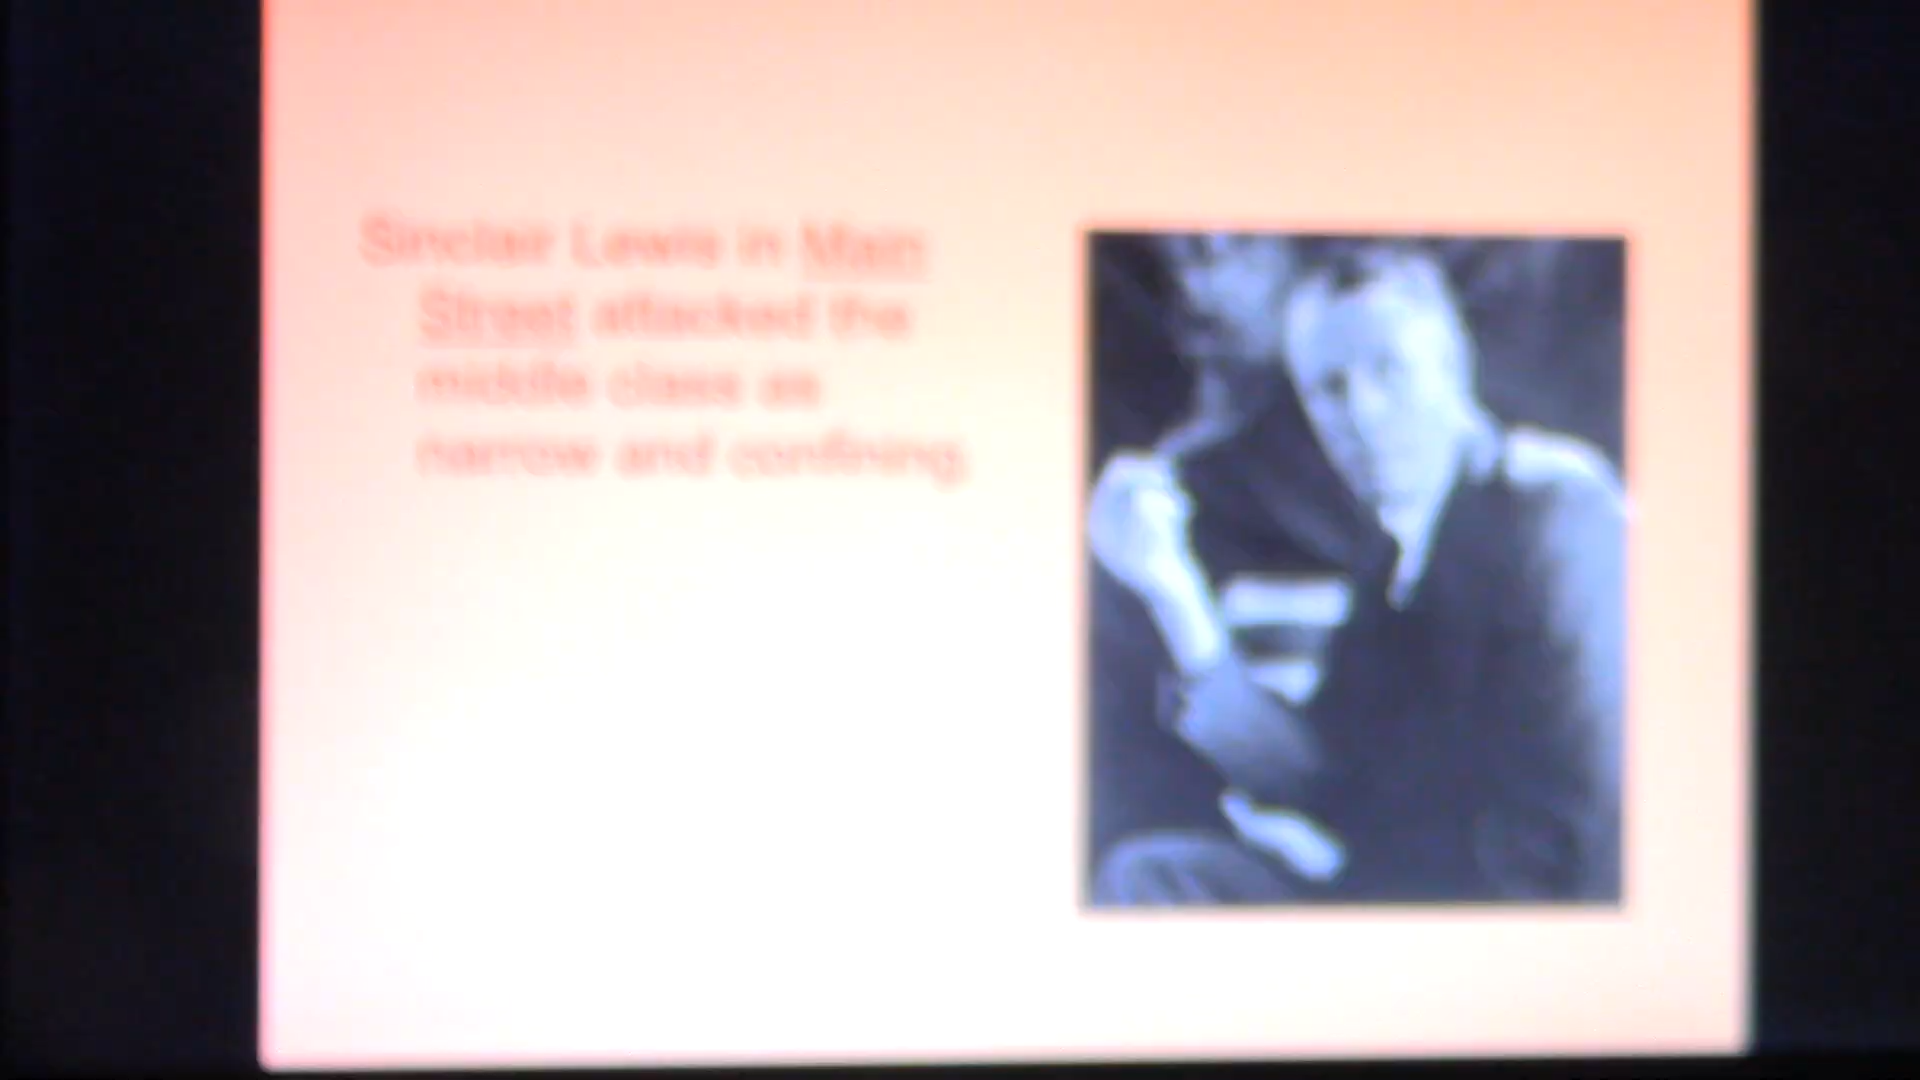 Sinclair Lewis in Main
Street attacked the
middle class as
narrow and confining.